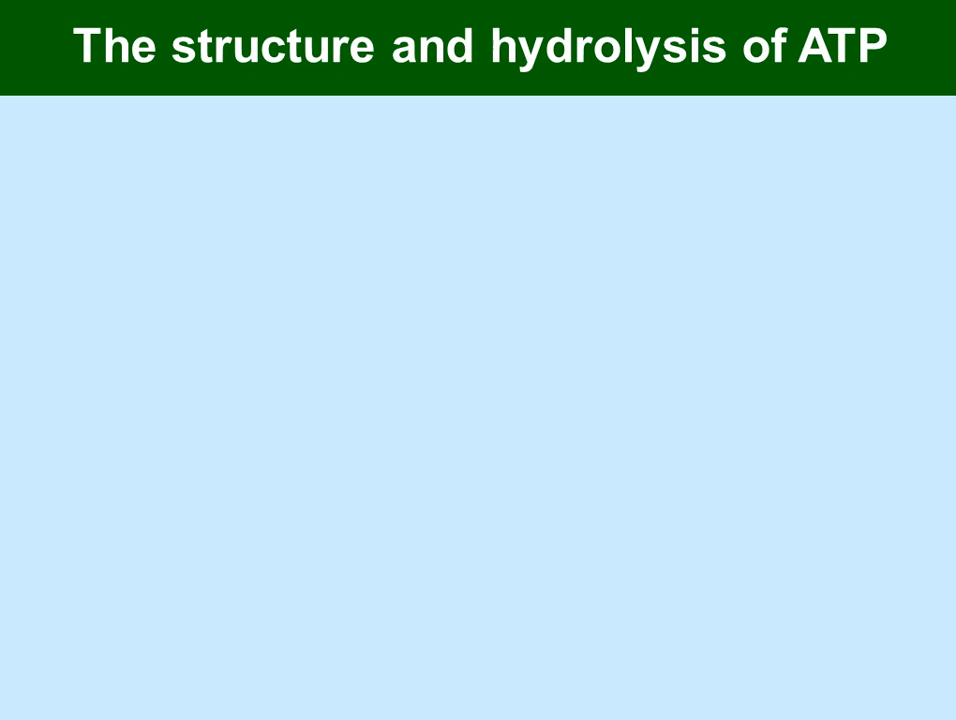 The structure and hydrolysis of ATP